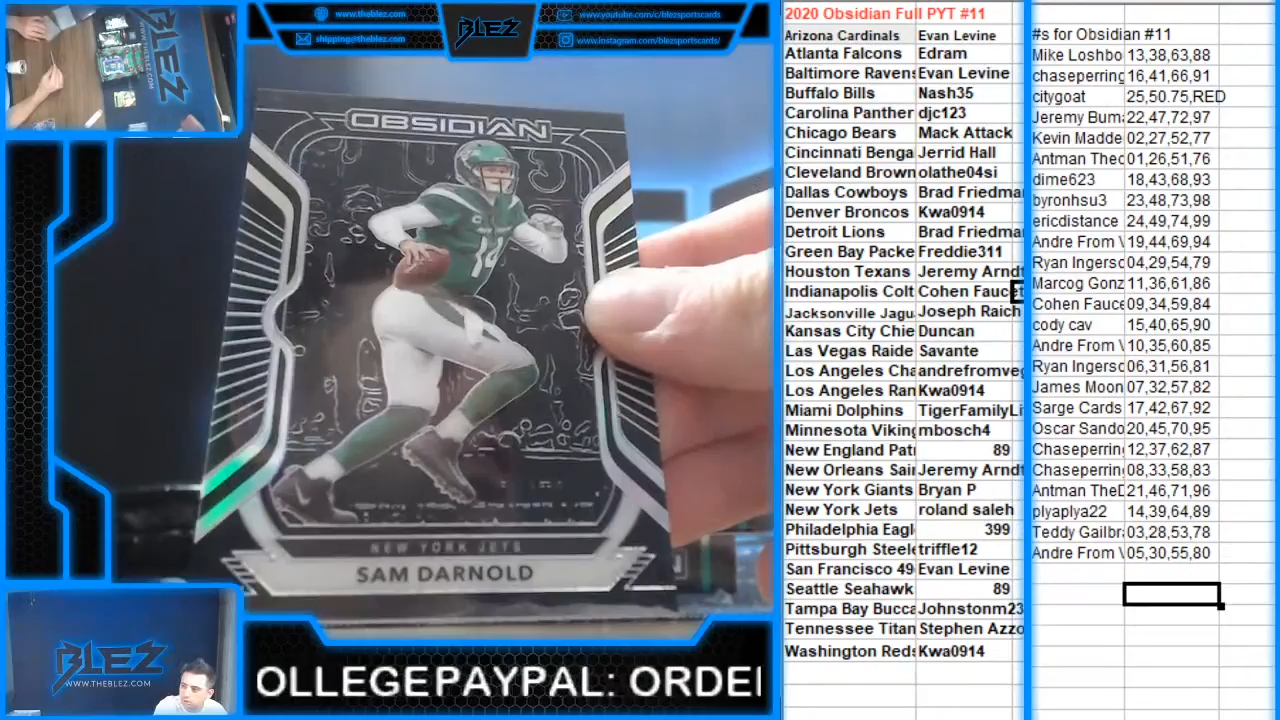 www.theblez.com
shipping@theblez.com
BLEZ
www.youtube.com/c/blezsportscards
www.instagram.com/blezsportscards/
BLEZ
OBSIDIAN
14
NEW YORK JETS
SAM DARNOLD
BLEZ
WWW.THEBLEZ.COM
OLLEGEPAYPAL: ORDE
2020 Obsidian Full PYT #11
Arizona Cardinals Evan Levine
Atlanta Falcons Edram
Baltimore Ravens Evan Levine
Buffalo Bills Nash35
Carolina Panther djc123
Chicago Bears Mack Attack
Cincinnati Benga Jerrid Hall
Cleveland Brown olathe04si
Dallas Cowboys Brad Friedma
Denver Broncos Kwa0914
Detroit Lions Brad Friedma
Green Bay Packe Freddie311
Houston Texans Jeremy Arndt
Indianapolis Colt Cohen Faucet
Jacksonville Jagu Joseph Raich
Kansas City Chie Duncan
Las Vegas Raide Savante
Los Angeles Cha andrefromveg
Los Angeles Ran Kwa0914
Miami Dolphins TigerFamilyLi
Minnesota Viking mbosch4
New England Patr 89
New Orleans Sai Jeremy Arndt
New York Giants Bryan P
New York Jets roland saleh
Philadelphia Eagl 399
Pittsburgh Steele triffle12
San Francisco 49 Evan Levine
Seattle Seahawk 89
Tampa Bay Bucca Johnstonm23
Tennessee Titan Stephen Azzo
Washington Reds Kwa0914
#s for Obsidian #11
Mike Loshbo 13,38,63,88
chaseperring 16,41,66,91
citygoat 25,50.75,RED
Jeremy Buma 22,47,72,97
Kevin Madde 02,27,52,77
Antman Theo 01,26,51,76
dime623 18,43,68,93
byronhsu3 23,48,73,98
ericdistance 24,49,74,99
Andre From V 19,44,69,94
Ryan Ingersc 04,29,54,79
Marcog Gonz 11,36,61,86
Cohen Fauce 09,34,59,84
cody cav 15,40,65,90
Andre From V 10,35,60,85
Ryan Ingersc 06,31,56,81
James Moon 07,32,57,82
Sarge Cards 17,42,67,92
Oscar Sando 20,45,70,95
Chaseperring 12,37,62,87
Chaseperring 08,33,58,83
Antman TheD 21,46,71,96
plyaplya22 14,39,64,89
Teddy Gailbr 03,28,53,78
Andre From V 05,30,55,80